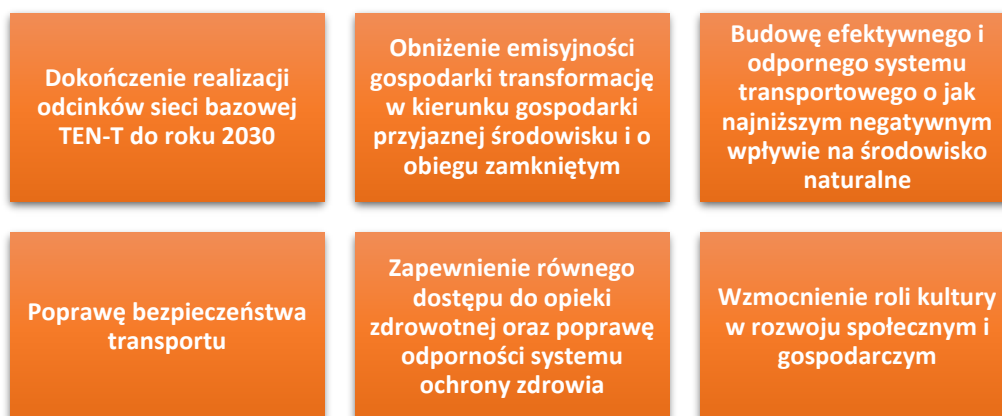 Dokończenie realizacji
odcinków sieci bazowej
TEN-T do roku 2030
Obniżenie emisyjności
gospodarki transformację
w kierunku gospodarki
przyjaznej środowisku i o
obiegu zamkniętym
Budowę efektywnego i
odpornego systemu
transportowego o jak
najniższym negatywnym
wpływie na środowisko
naturalne
Poprawę bezpieczeństwa
transportu
Zapewnienie równego
dostępu do opieki
zdrowotnej oraz poprawę
odporności systemu
ochrony zdrowia
Wzmocnienie roli kultury
w rozwoju społecznym i
gospodarczym